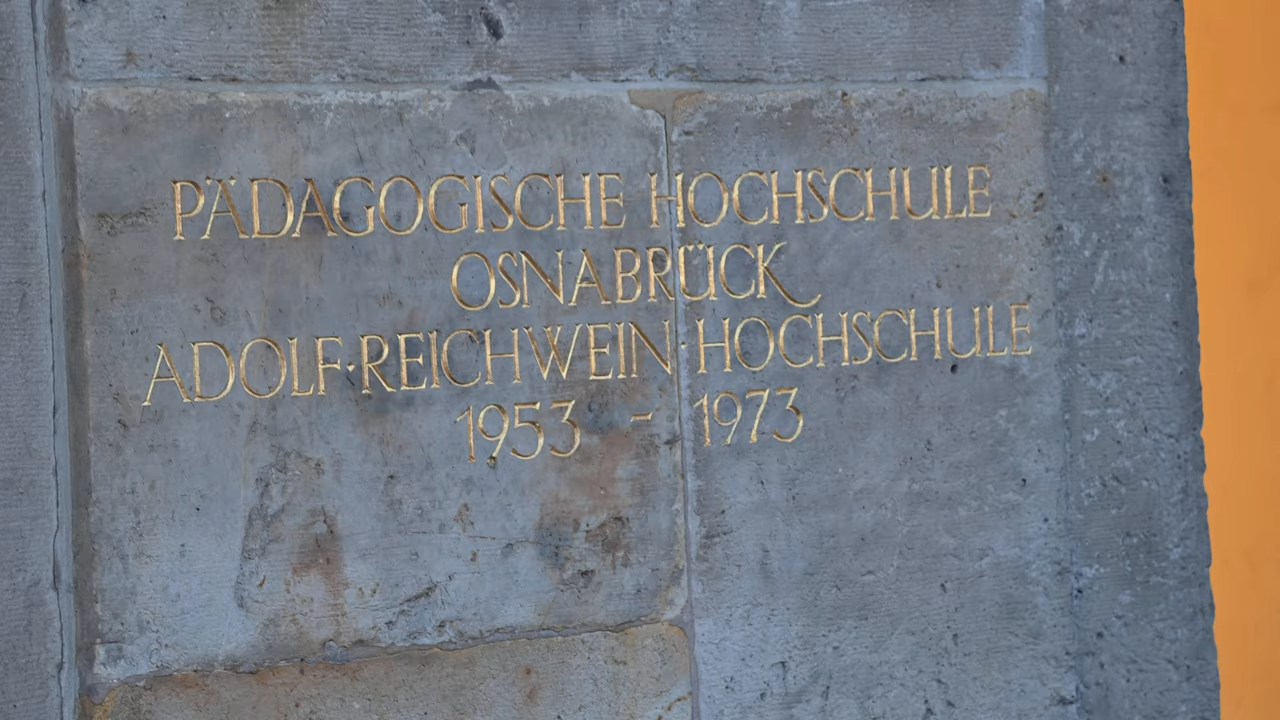 PÄDAGOGISCHE HOCHSCHULE
OSNABRÜCK
ADOLF·REICHWEIN HOCHSCHULE
1953 - 1973